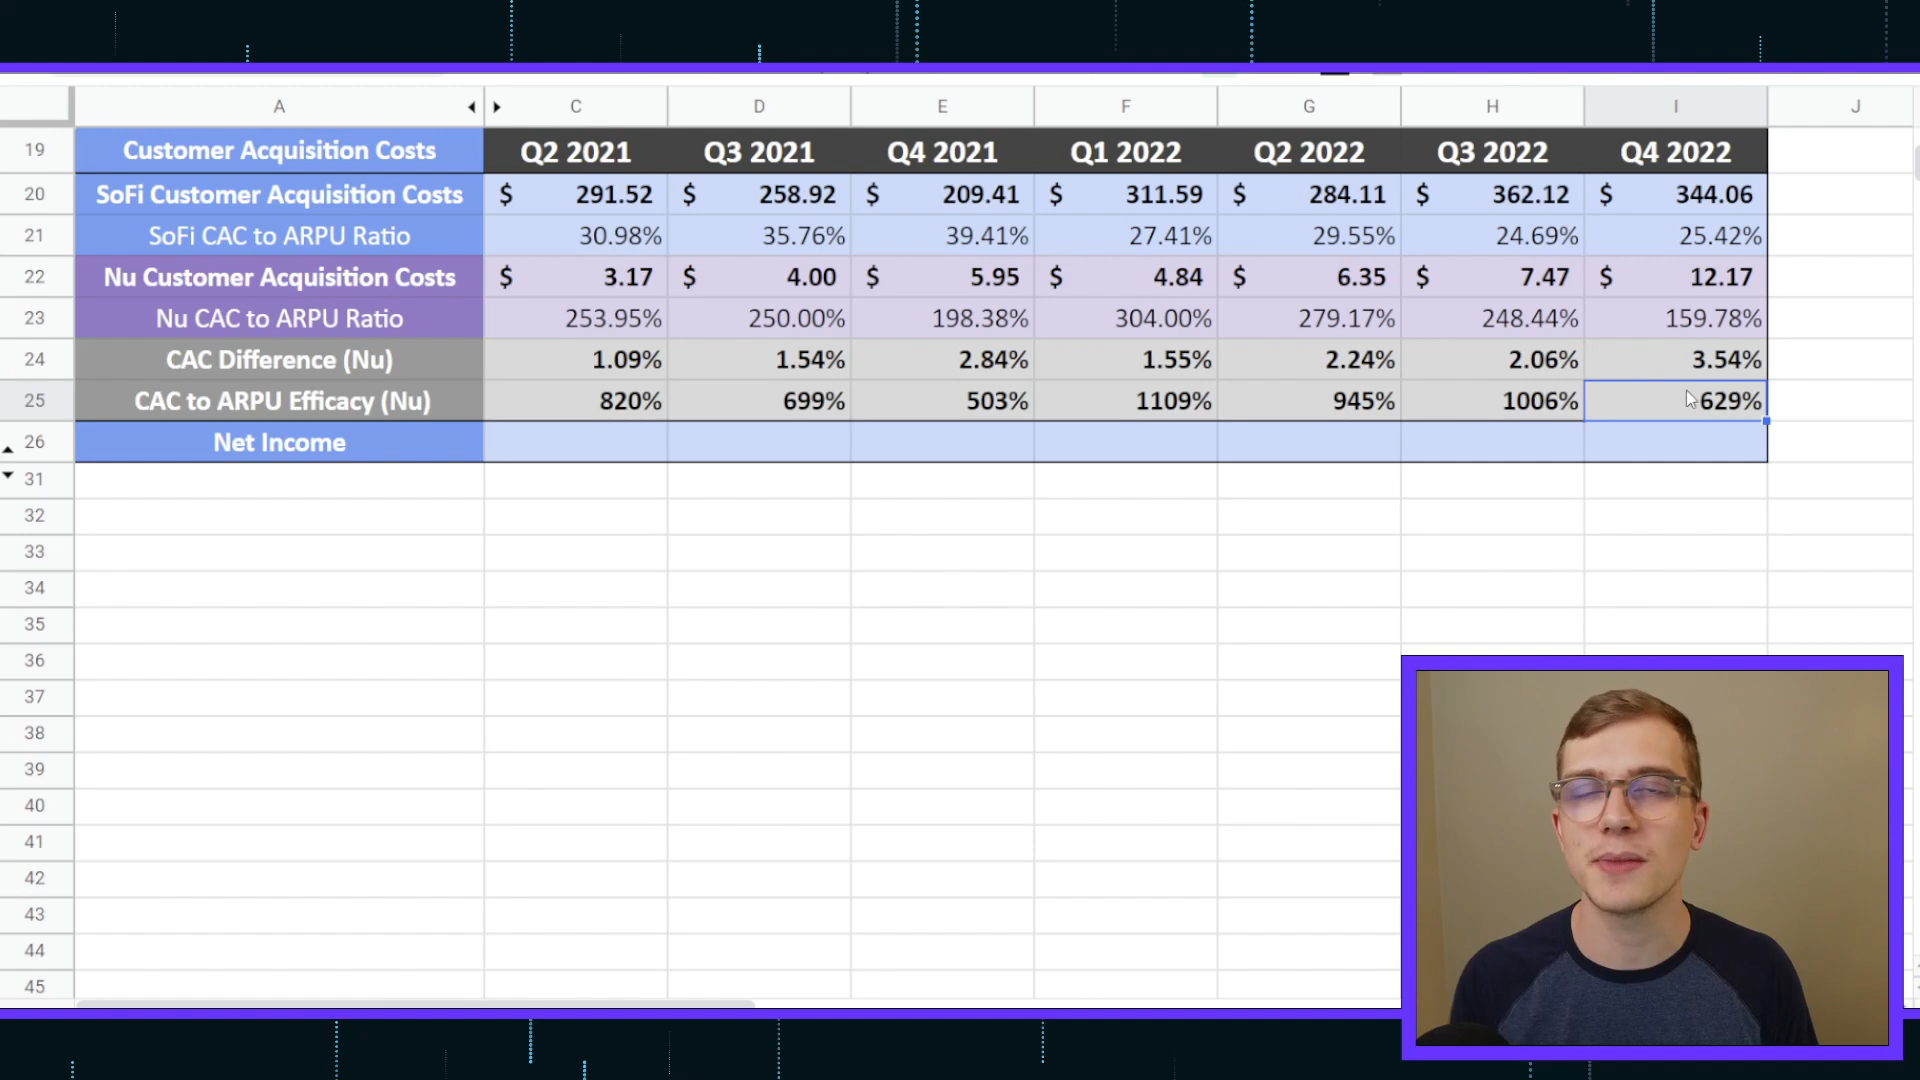 A C D E F G H I J
19 Customer Acquisition Costs Q2 2021 Q3 2021 Q4 2021 Q1 2022 Q2 2022 Q3 2022 Q4 2022
20 SoFi Customer Acquisition Costs $ 291.52 $ 258.92 $ 209.41 $ 311.59 $ 284.11 $ 362.12 $ 344.06
21 SoFi CAC to ARPU Ratio 30.98% 35.76% 39.41% 27.41% 29.55% 24.69% 25.42%
22 Nu Customer Acquisition Costs $ 3.17 $ 4.00 $ 5.95 $ 4.84 $ 6.35 $ 7.47 $ 12.17
23 Nu CAC to ARPU Ratio 253.95% 250.00% 198.38% 304.00% 279.17% 248.44% 159.78%
24 CAC Difference (Nu) 1.09% 1.54% 2.84% 1.55% 2.24% 2.06% 3.54%
25 CAC to ARPU Efficacy (Nu) 820% 699% 503% 1109% 945% 1006% 629%
26 Net Income
31
32
33
34
35
36
37
38
39
40
41
42
43
44
45